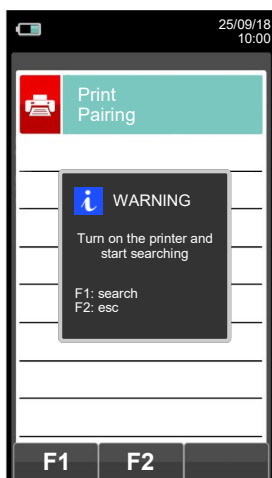 25/09/18
10:00
Print
Pairing
WARNING
Turn on the printer and
start searching
F1: search
F2: esc
F1 F2